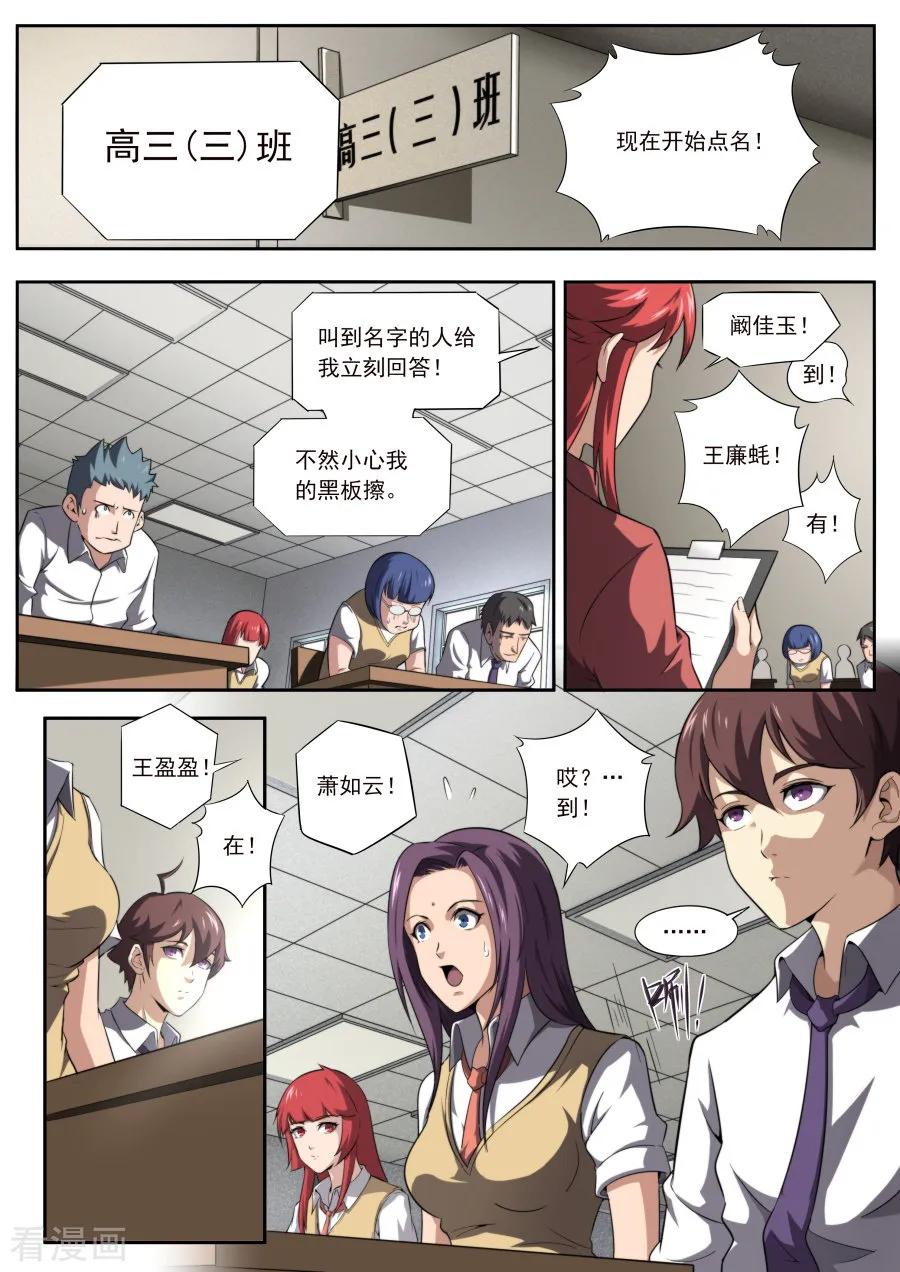 高三(三)班
高三(三)班
现在开始点名！
叫到名字的人给
我立刻回答！
不然小心我
的黑板擦。
阚佳玉！
到！
王廉蚝！
有！
王盈盈！
在！
萧如云！
哎？…
到！
……
唰！
看漫画